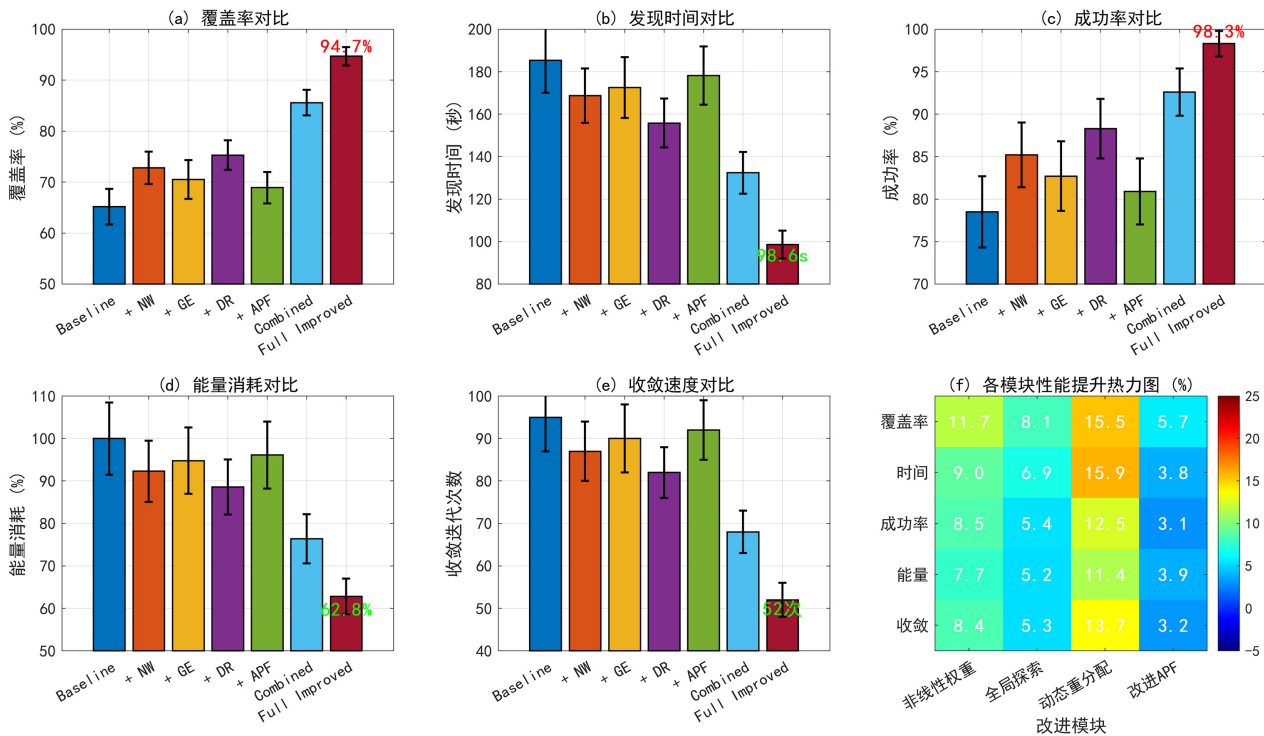 (a) 覆盖率对比
100
90
80
70
60
50
覆盖率 (%)
94.7%
Baseline
+ NW
+ GE
+ DR
+ APF
Combined
Full Improved
(b) 发现时间对比
200
180
160
140
120
100
80
发现时间 (秒)
98.6s
Baseline
+ NW
+ GE
+ DR
+ APF
Combined
Full Improved
(c) 成功率对比
100
95
90
85
80
75
70
成功率 (%)
98.3%
Baseline
+ NW
+ GE
+ DR
+ APF
Combined
Full Improved
(d) 能量消耗对比
110
100
90
80
70
60
50
能量消耗 (%)
62.8%
Baseline
+ NW
+ GE
+ DR
+ APF
Combined
Full Improved
(e) 收敛速度对比
100
90
80
70
60
50
40
收敛迭代次数
52次
Baseline
+ NW
+ GE
+ DR
+ APF
Combined
Full Improved
(f) 各模块性能提升热力图 (%)
覆盖率 11.7 8.1 15.5 5.7
时间 9.0 6.9 15.9 3.8
成功率 8.5 5.4 12.5 3.1
能量 7.7 5.2 11.4 3.9
收敛 8.4 5.3 13.7 3.2
非线性权重
全局探索
动态重分配
改进APF
改进模块
25
20
15
10
5
0
-5